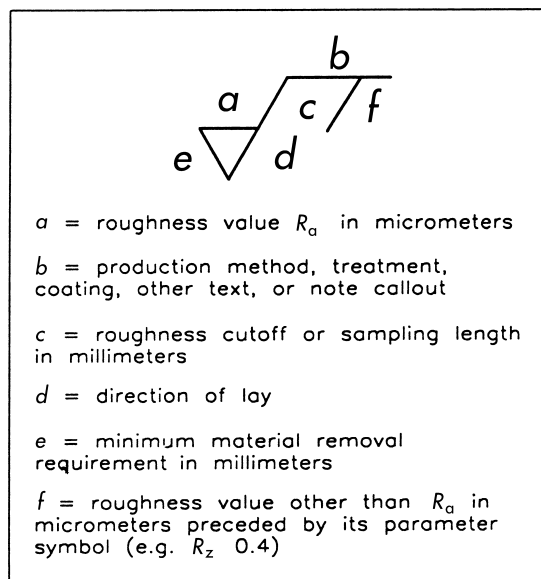 b
a
c
f
e
d
a = roughness value Ra in micrometers
b = production method, treatment,
coating, other text, or note callout
c = roughness cutoff or sampling length
in millimeters
d = direction of lay
e = minimum material removal
requirement in millimeters
f = roughness value other than Ra in
micrometers preceded by its parameter
symbol (e.g. Rz 0.4)